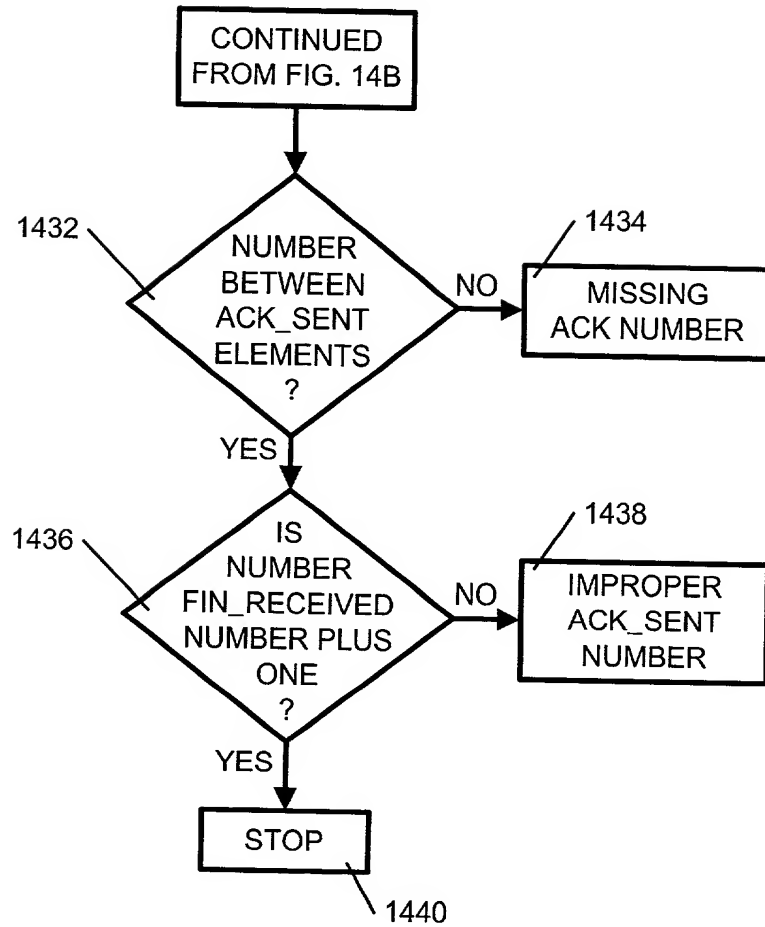 CONTINUED
FROM FIG. 14B
1432
NUMBER
BETWEEN
ACK_SENT
ELEMENTS
?
NO
1434
MISSING
ACK NUMBER
YES
1436
IS
NUMBER
FIN_RECEIVED
NUMBER PLUS
ONE
?
NO
1438
IMPROPER
ACK_SENT
NUMBER
YES
STOP
1440